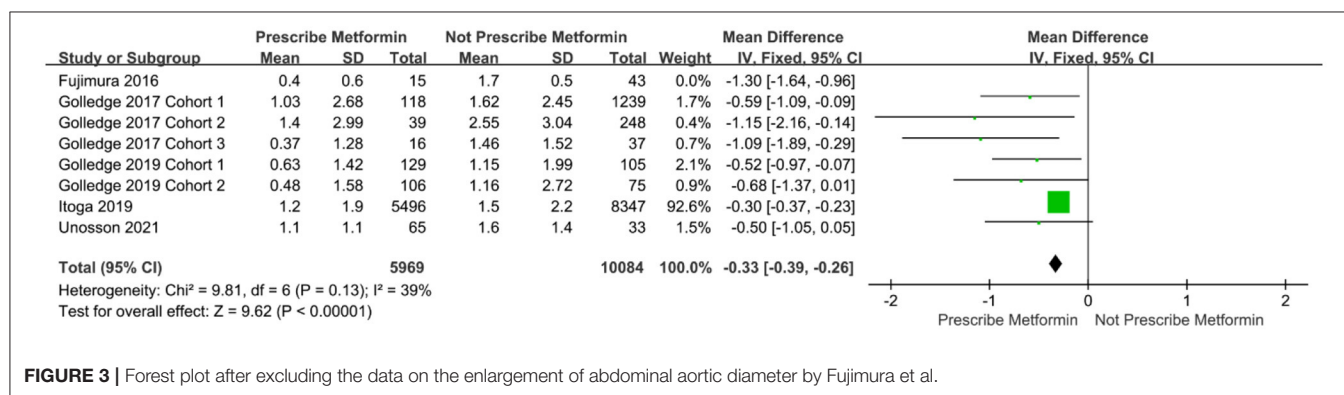 Prescribe Metformin Not Prescribe Metformin Mean Difference Mean Difference
Study or Subgroup Mean SD Total Mean SD Total Weight IV, Fixed, 95% CI IV, Fixed, 95% CI
Fujimura 2016 0.4 0.6 15 1.7 0.5 43 0.0% -1.30 [-1.64, -0.96]
Golledge 2017 Cohort 1 1.03 2.68 118 1.62 2.45 1239 1.7% -0.59 [-1.09, -0.09]
Golledge 2017 Cohort 2 1.4 2.99 39 2.55 3.04 248 0.4% -1.15 [-2.16, -0.14]
Golledge 2017 Cohort 3 0.37 1.28 16 1.46 1.52 37 0.7% -1.09 [-1.89, -0.29]
Golledge 2019 Cohort 1 0.63 1.42 129 1.15 1.99 105 2.1% -0.52 [-0.97, -0.07]
Golledge 2019 Cohort 2 0.48 1.58 106 1.16 2.72 75 0.9% -0.68 [-1.37, 0.01]
Itoga 2019 1.2 1.9 5496 1.5 2.2 8347 92.6% -0.30 [-0.37, -0.23]
Unosson 2021 1.1 1.1 65 1.6 1.4 33 1.5% -0.50 [-1.05, 0.05]
Total (95% CI) 5969 10084 100.0% -0.33 [-0.39, -0.26]
Heterogeneity: Chi² = 9.81, df = 6 (P = 0.13); I² = 39%
Test for overall effect: Z = 9.62 (P < 0.00001)
-2 -1 0 1 2
Prescribe Metformin Not Prescribe Metformin
FIGURE 3 | Forest plot after excluding the data on the enlargement of abdominal aortic diameter by Fujimura et al.